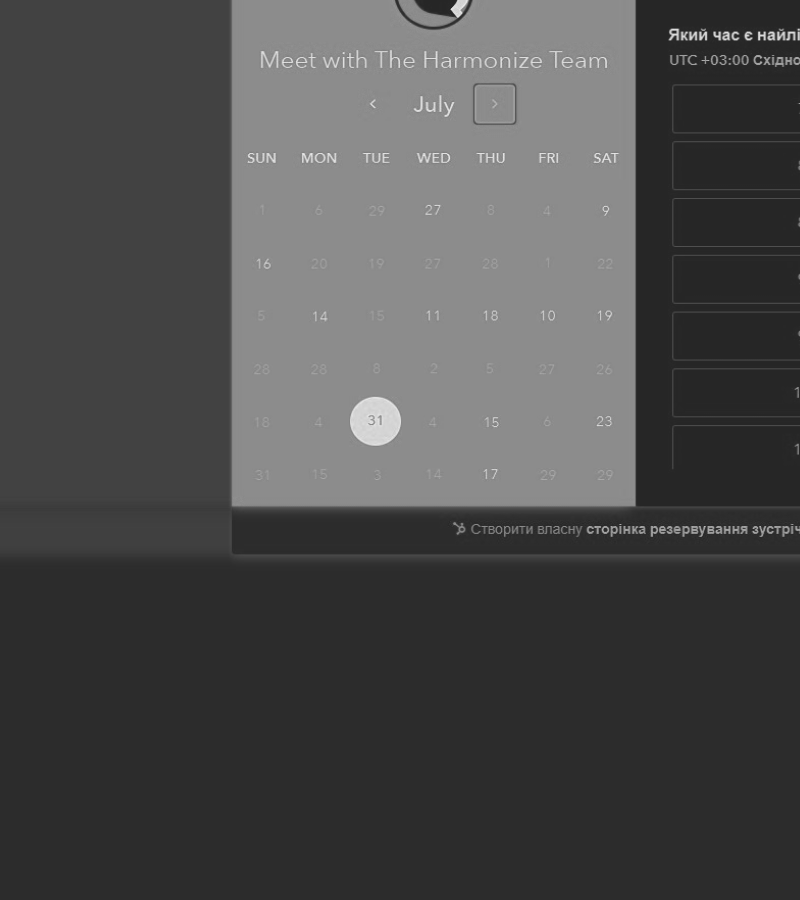 Meet with The Harmonize Team
July
SUN MON TUE WED THU FRI SAT
1 6 29 27 8 4 9
16 20 19 27 28 1 22
5 14 15 11 18 10 19
28 28 8 2 5 27 26
18 4 31 4 15 6 23
31 15 3 14 17 29 29
Який час є найлі
UTC +03:00 Східно
Створити власну сторінка резервування зустріч